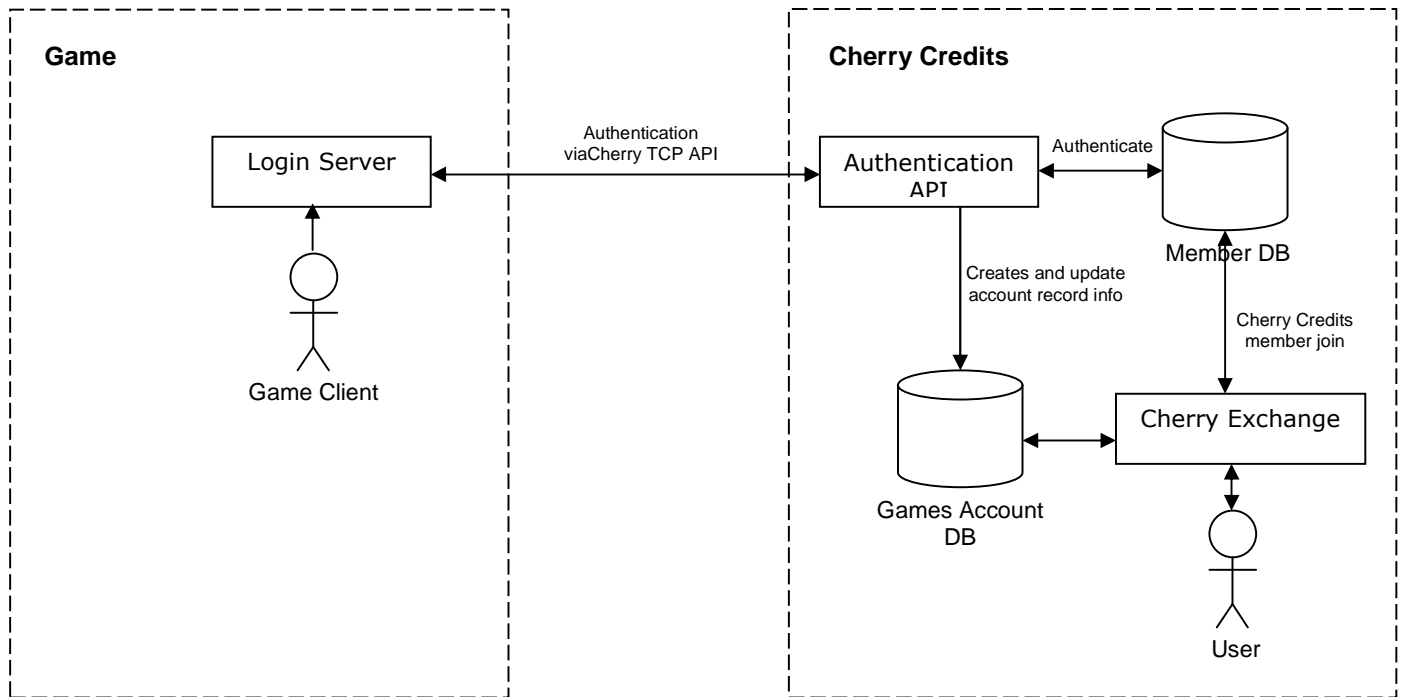 Game
Cherry Credits
Login Server
Authentication
viaCherry TCP API
Authentication
API
Authenticate
Member DB
Game Client
Creates and update
account record info
Cherry Credits
member join
Cherry Exchange
Games Account
DB
User